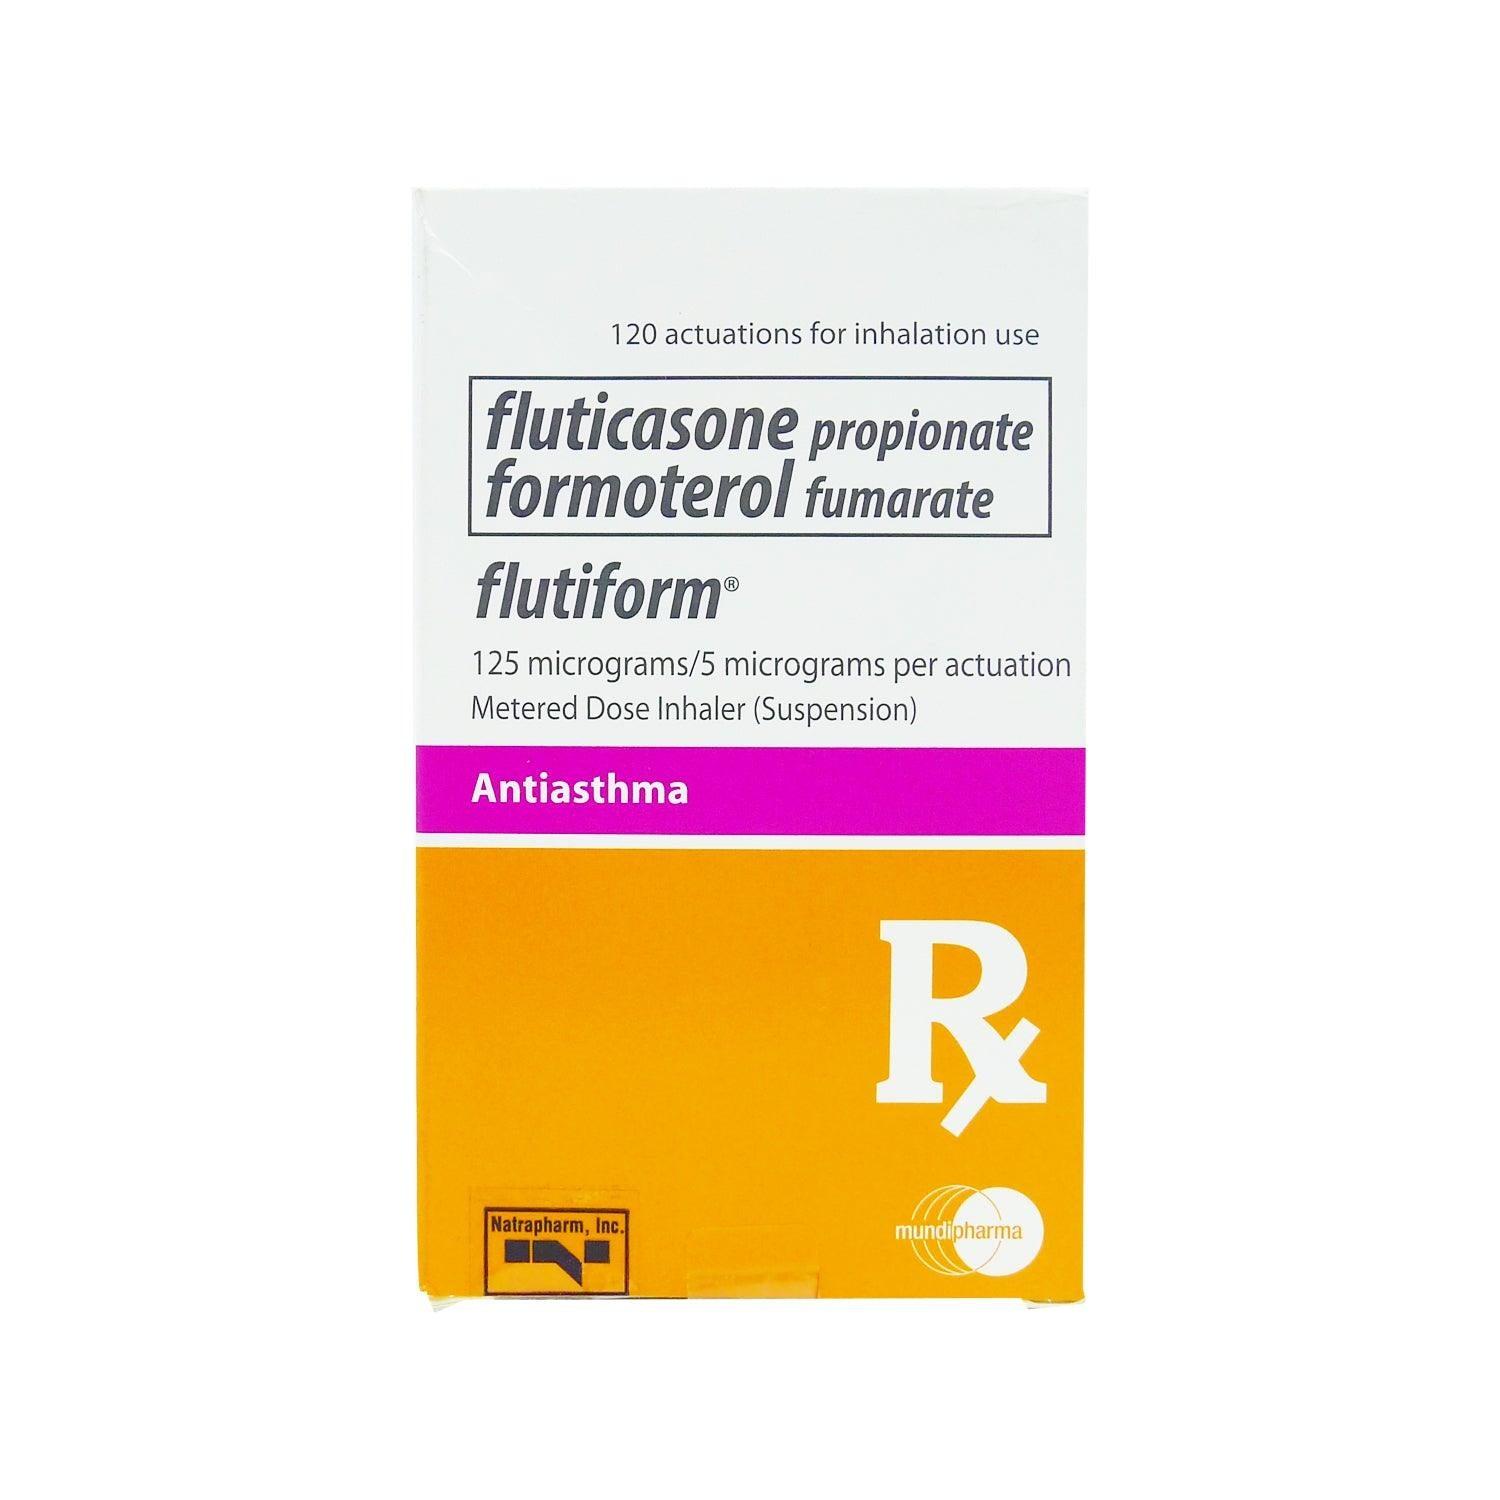 120 actuations for inhalation use
fluticasone propionate
formoterol fumarate
flutiform®
125 micrograms/5 micrograms per actuation
Metered Dose Inhaler (Suspension)
Antiasthma
Rx
Natrapharm, Inc.
mundipharma